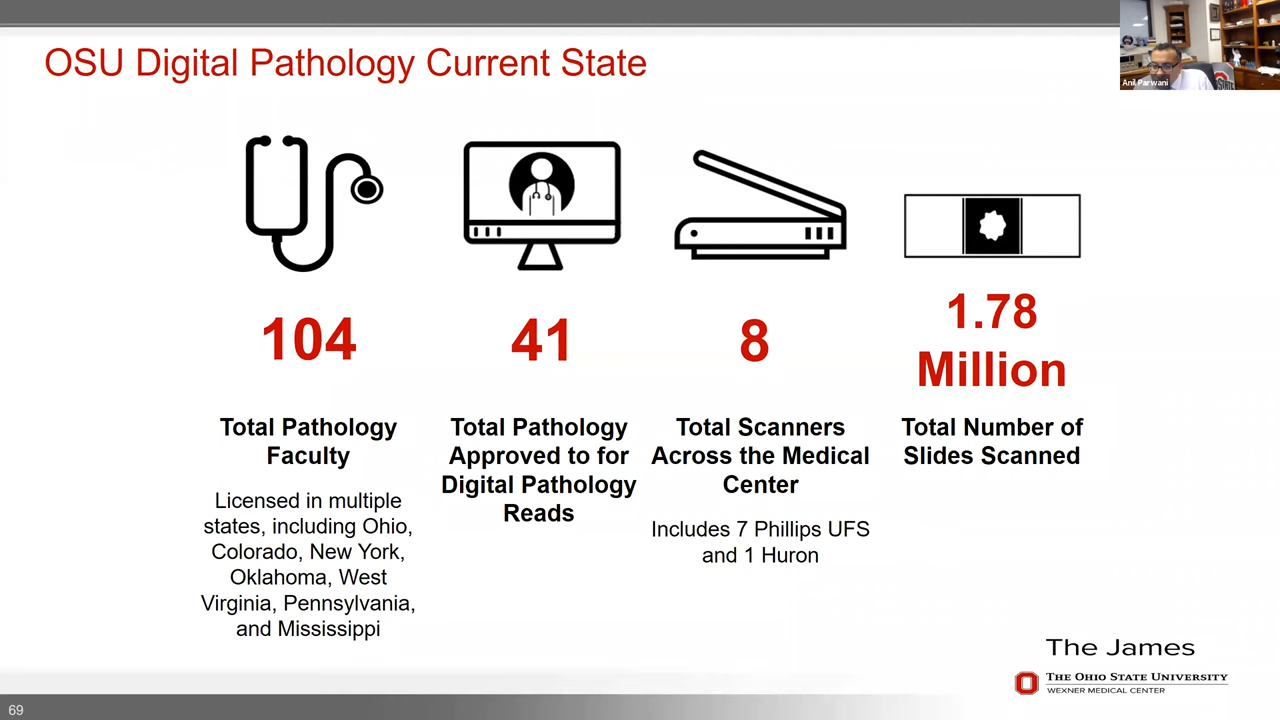 OSU Digital Pathology Current State
Anil Parwani
104
Total Pathology
Faculty
Licensed in multiple
states, including Ohio,
Colorado, New York,
Oklahoma, West
Virginia, Pennsylvania,
and Mississippi
41
Total Pathology
Approved to for
Digital Pathology
Reads
8
Total Scanners
Across the Medical
Center
Includes 7 Phillips UFS
and 1 Huron
1.78
Million
Total Number of
Slides Scanned
The James
THE OHIO STATE UNIVERSITY
WEXNER MEDICAL CENTER
69